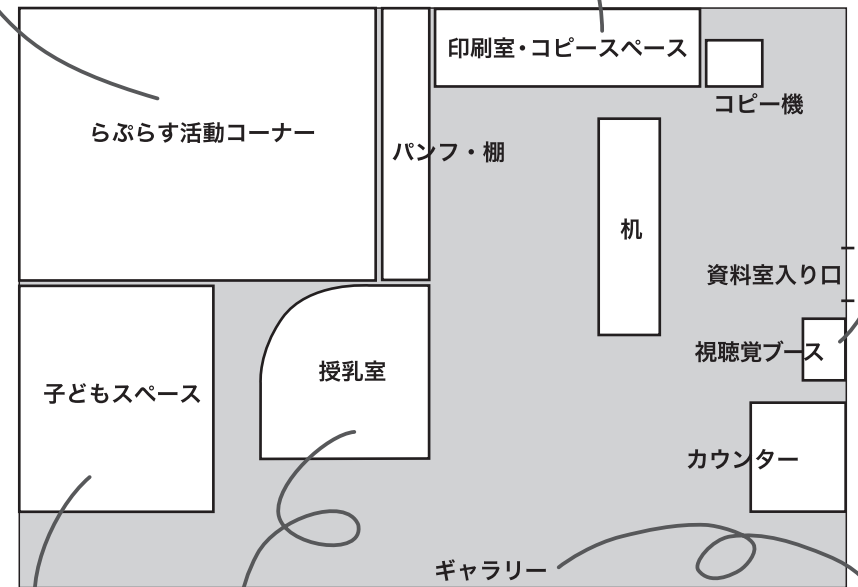 印刷室・コピースペース
コピー機
らぷらす活動コーナー
パンフ・棚
机
資料室入り口
視聴覚ブース
授乳室
子どもスペース
カウンター
ギャラリー